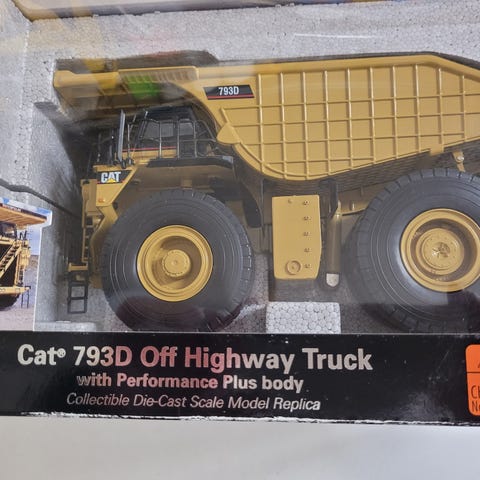 793D
CAT
Cat® 793D Off Highway Truck
with Performance Plus body
Collectible Die-Cast Scale Model Replica